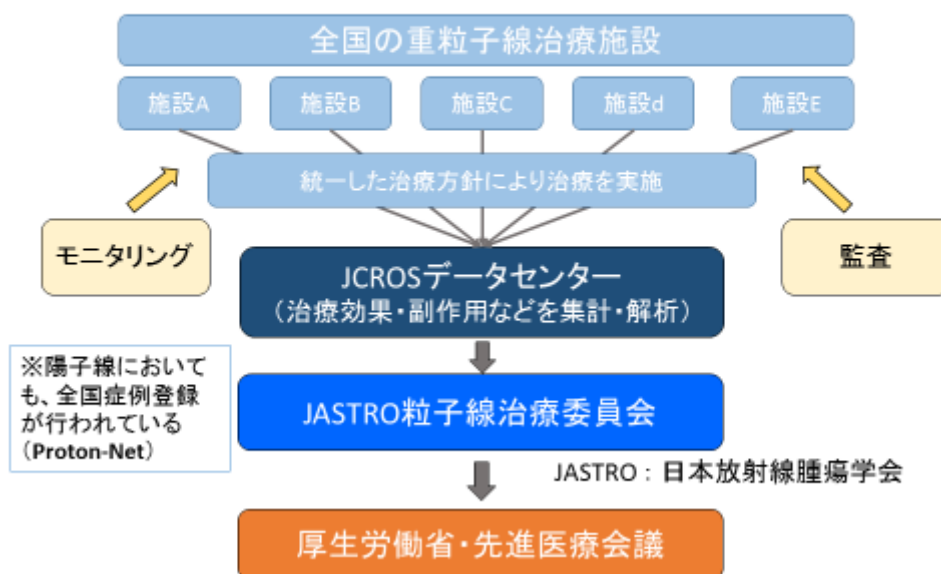 全国の重粒子線治療施設
施設A
施設B
施設C
施設d
施設E
統一した治療方針により治療を実施
モニタリング
監査
JCROSデータセンター
（治療効果・副作用などを集計・解析）
※陽子線において
も、全国症例登録
が行われている
（Proton-Net）
JASTRO粒子線治療委員会
JASTRO：日本放射線腫瘍学会
厚生労働省・先進医療会議